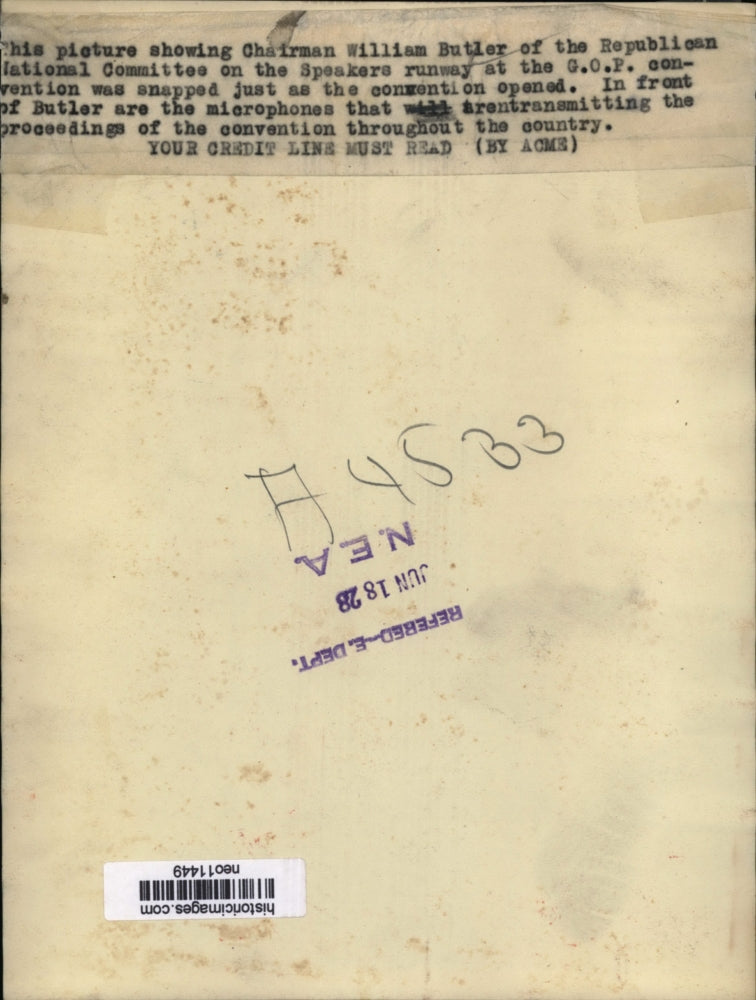 This picture showing Chairman William Butler of the Republican
National Committee on the Speakers runway at the G.O.P. con-
vention was snapped just as the convention opened. In front
of Butler are the microphones that arentransmitting the
proceedings of the convention throughout the country.
YOUR CREDIT LINE MUST READ (BY ACME)
A 4533
N.E.A
JUN 18 28
REFERED-E. DEPT.
neo11449
historicimages.com